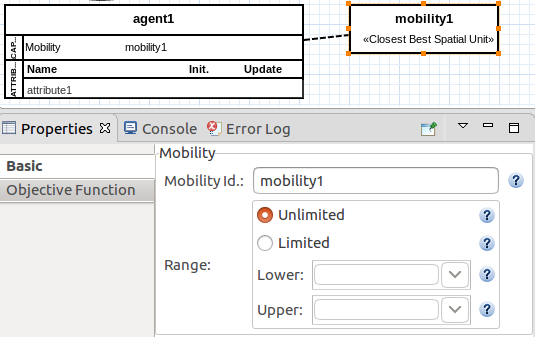 agent1
CAP...
Mobility mobility1
ATTRIB...
Name Init. Update
attribute1
mobility1
«Closest Best Spatial Unit»
Properties Console Error Log
Basic
Objective Function
Mobility
Mobility Id.: mobility1
Range:
Unlimited
Limited
Lower:
Upper: